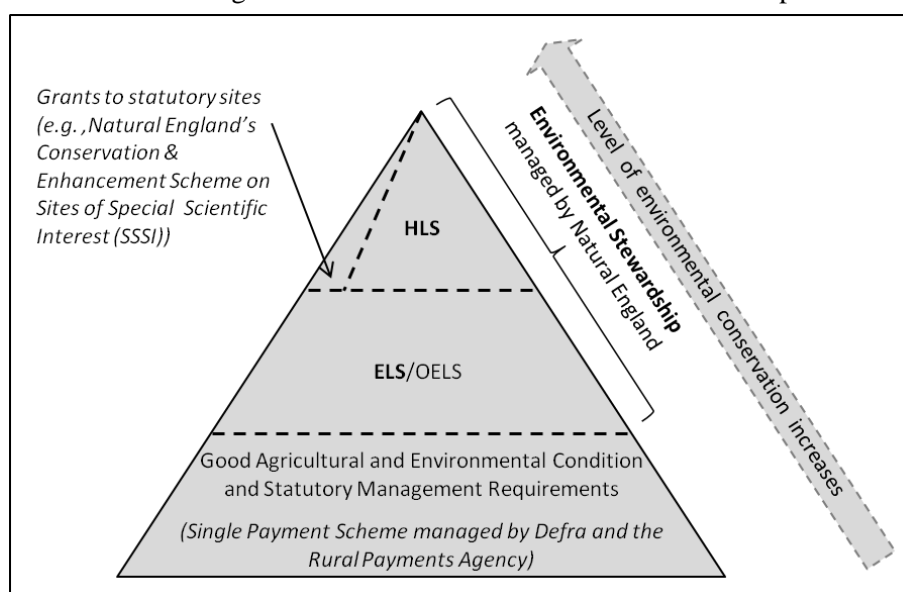 Grants to statutory sites
(e.g. ,Natural England's
Conservation &
Enhancement Scheme on
Sites of Special Scientific
Interest (SSSI))
HLS
ELS/OELS
Good Agricultural and Environmental Condition
and Statutory Management Requirements
(Single Payment Scheme managed by Defra and the
Rural Payments Agency)
Environmental Stewardship
managed by Natural England
Level of environmental conservation increases